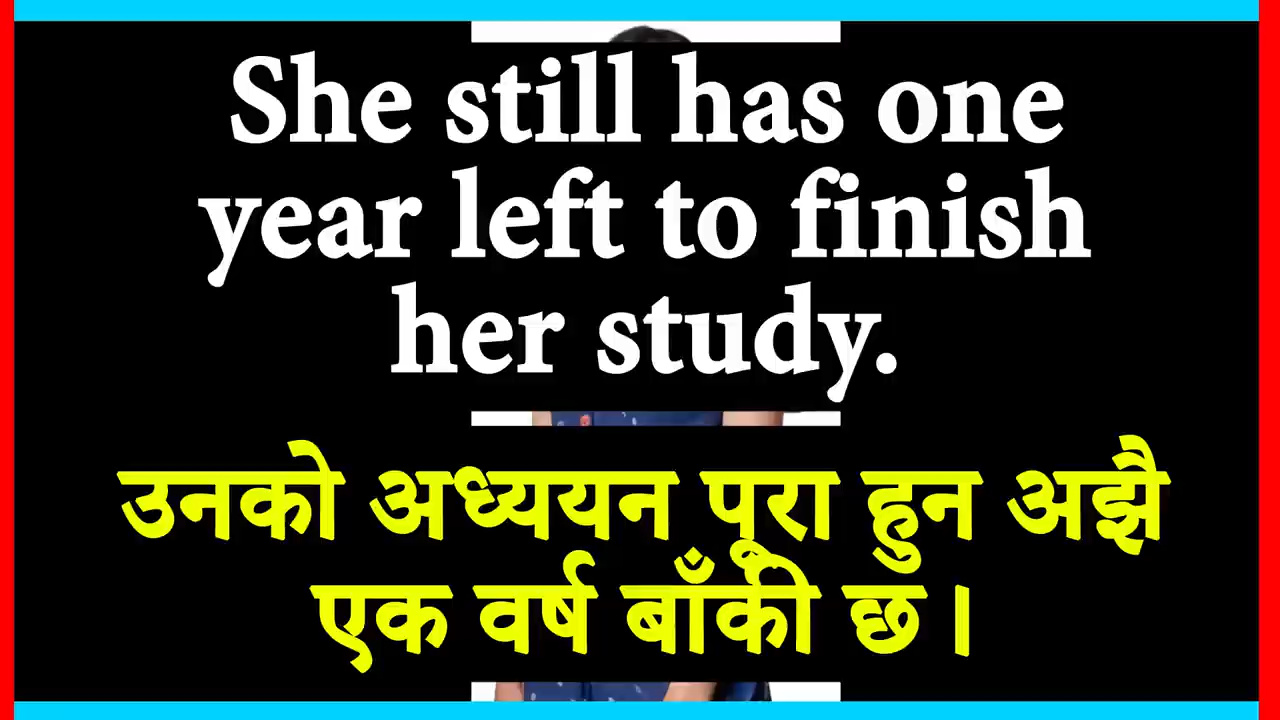 She still has one
year left to finish
her study.
उनको अध्ययन पूरा हुन अझै
एक वर्ष बाँकी छ।